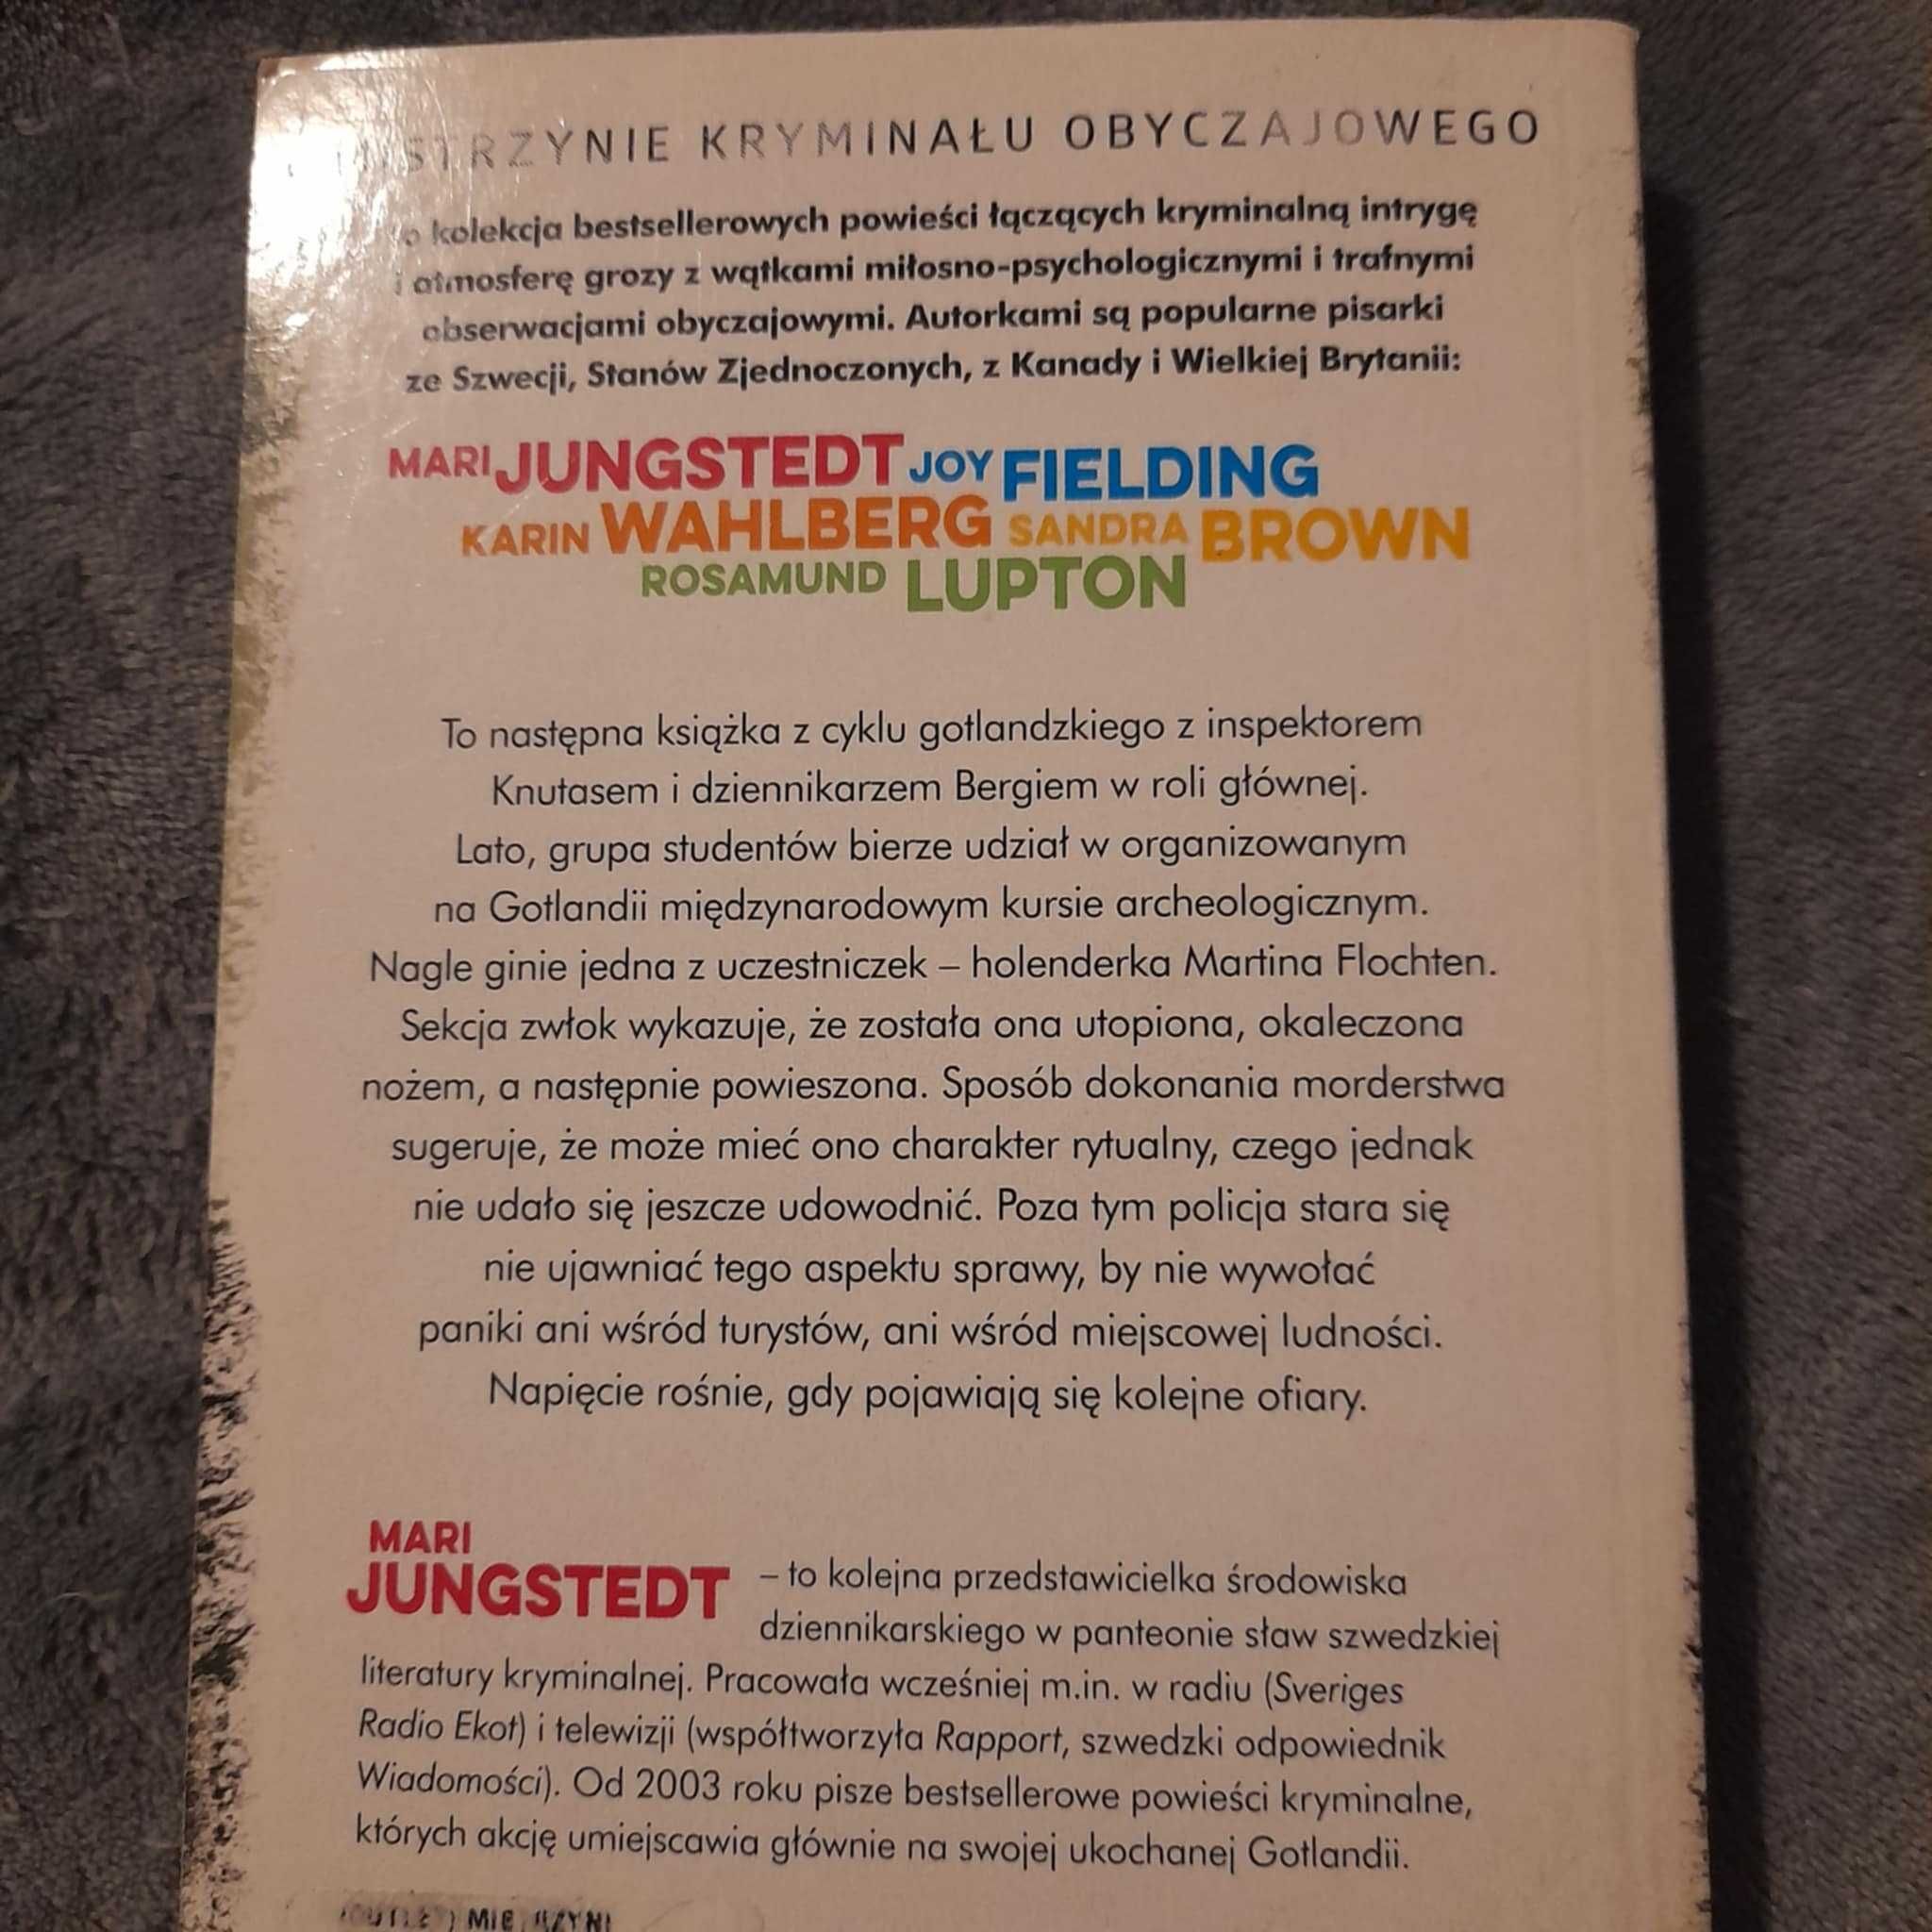 KRYMINAŁU OBYCZAJOWEGO
kolekcja bestsellerowych powieści łączących kryminalną intrygę
i atmosferę grozy z wątkami miłosno-psychologicznymi i trafnymi
obserwacjami obyczajowymi. Autorkami są popularne pisarki
ze Szwecji, Stanów Zjednoczonych, z Kanady i Wielkiej Brytanii:
MARI JUNGSTEDT JOY FIELDING
KARIN WAHLBERG SANDRA BROWN
ROSAMUND LUPTON
To następna książka z cyklu gotlandzkiego z inspektorem
Knutasem i dziennikarzem Bergiem w roli głównej.
Lato, grupa studentów bierze udział w organizowanym
na Gotlandii międzynarodowym kursie archeologicznym.
Nagle ginie jedna z uczestniczek – holenderka Martina Flochten.
Sekcja zwłok wykazuje, że została ona utopiona, okaleczona
nożem, a następnie powieszona. Sposób dokonania morderstwa
sugeruje, że może mieć ono charakter rytualny, czego jednak
nie udało się jeszcze udowodnić. Poza tym policja stara się
nie ujawniać tego aspektu sprawy, by nie wywołać
paniki ani wśród turystów, ani wśród miejscowej ludności.
Napięcie rośnie, gdy pojawiają się kolejne ofiary.
MARI
JUNGSTEDT – to kolejna przedstawicielka środowiska
dziennikarskiego w panteonie sław szwedzkiej
literatury kryminalnej. Pracowała wcześniej m.in. w radiu (Sveriges
Radio Ekot) i telewizji (współtworzyła Rapport, szwedzki odpowiednik
Wiadomości). Od 2003 roku pisze bestsellerowe powieści kryminalne,
których akcję umiejscawia głównie na swojej ukochanej Gotlandii.